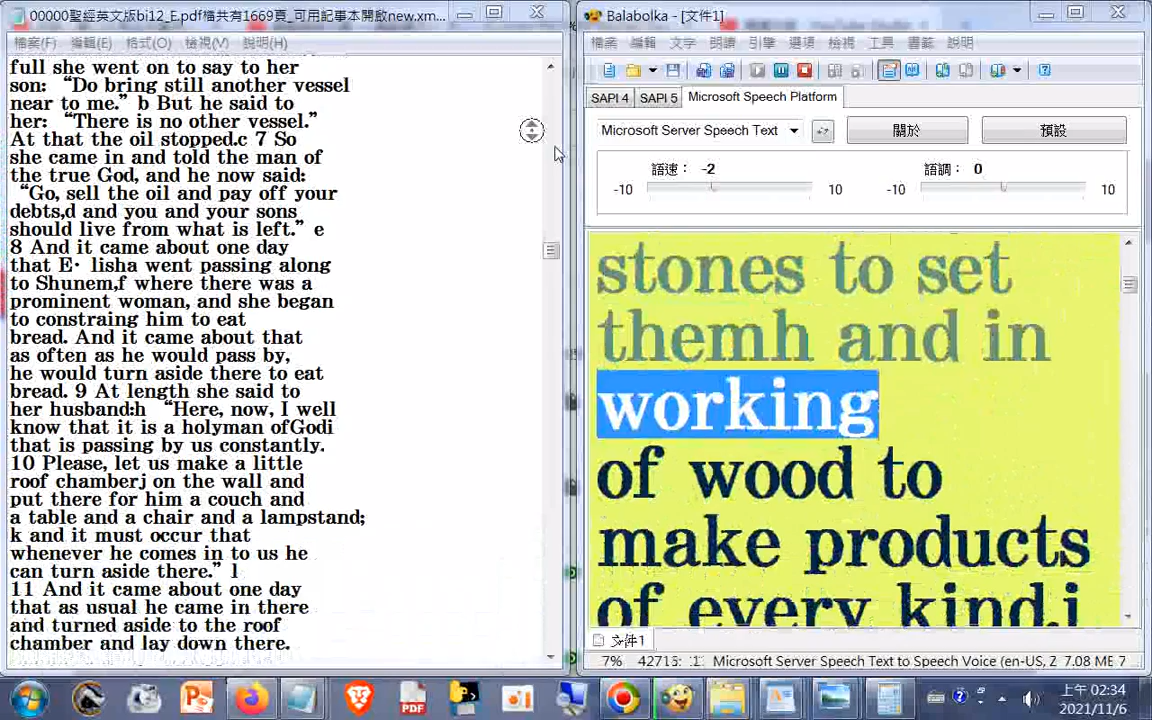 00000聖經英文版bi12_E.pdf檔共有1669頁_可用記事本開啟new.xm...
檔案(F) 編輯(E) 格式(O) 檢視(V) 說明(H)
full she went on to say to her
son: “Do bring still another vessel
near to me.” b But he said to
her: “There is no other vessel.”
At that the oil stopped.c 7 So
she came in and told the man of
the true God, and he now said:
“Go, sell the oil and pay off your
debts,d and you and your sons
should live from what is left.” e
8 And it came about one day
that E· lisha went passing along
to Shunem,f where there was a
prominent woman, and she began
to constraing him to eat
bread. And it came about that
as often as he would pass by,
he would turn aside there to eat
bread. 9 At length she said to
her husband:h “Here, now, I well
know that it is a holyman ofGodi
that is passing by us constantly.
10 Please, let us make a little
roof chamberj on the wall and
put there for him a couch and
a table and a chair and a lampstand;
k and it must occur that
whenever he comes in to us he
can turn aside there.” l
11 And it came about one day
that as usual he came in there
and turned aside to the roof
chamber and lay down there.
Balabolka - [文件1]
檔案 編輯 文字 朗讀 引擎 選項 檢視 工具 書籤 說明
SAPI 4 SAPI 5 Microsoft Speech Platform
Microsoft Server Speech Text 關於 預設
語速： -2 語調： 0
-10 10 -10 10
stones to set
themh and in
working
of wood to
make products
of every kind.i
文件1
7% 42715: 1 Microsoft Server Speech Text to Speech Voice (en-US, Z 7.08 ME 7
上午 02:34
2021/11/6